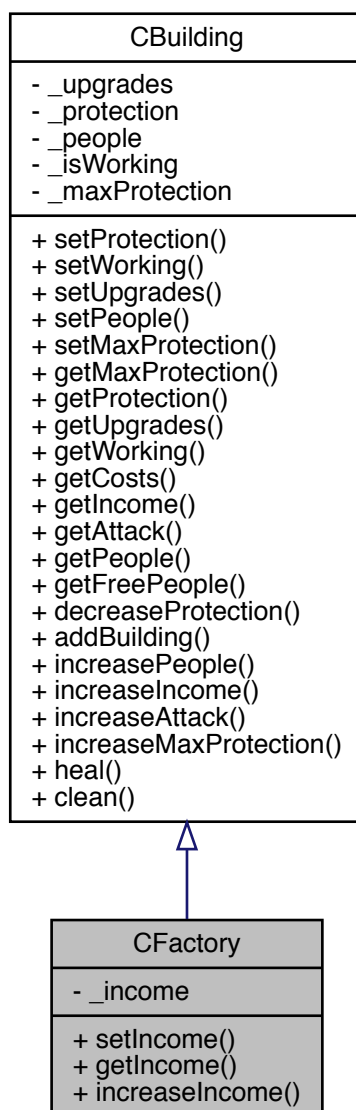 CBuilding
- _upgrades
- _protection
- _people
- _isWorking
- _maxProtection
+ setProtection()
+ setWorking()
+ setUpgrades()
+ setPeople()
+ setMaxProtection()
+ getMaxProtection()
+ getProtection()
+ getUpgrades()
+ getWorking()
+ getCosts()
+ getIncome()
+ getAttack()
+ getPeople()
+ getFreePeople()
+ decreaseProtection()
+ addBuilding()
+ increasePeople()
+ increaseIncome()
+ increaseAttack()
+ increaseMaxProtection()
+ heal()
+ clean()
CFactory
- _income
+ setIncome()
+ getIncome()
+ increaseIncome()